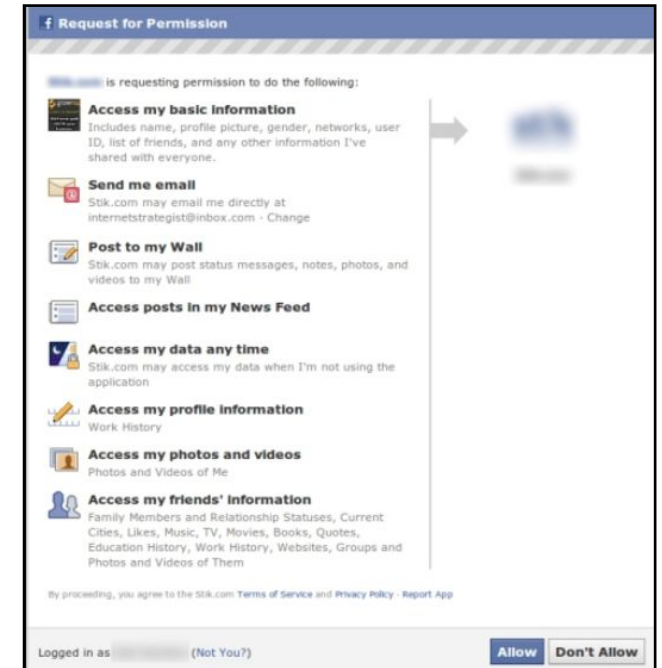 f Request for Permission
is requesting permission to do the following:
Access my basic information
Includes name, profile picture, gender, networks, user
ID, list of friends, and any other information I've
shared with everyone.
Send me email
Stik.com may email me directly at
internetstrategist@inbox.com · Change
Post to my Wall
Stik.com may post status messages, notes, photos, and
videos to my Wall
Access posts in my News Feed
Access my data any time
Stik.com may access my data when I'm not using the
application
Access my profile information
Work History
Access my photos and videos
Photos and Videos of Me
Access my friends' information
Family Members and Relationship Statuses, Current
Cities, Likes, Music, TV, Movies, Books, Quotes,
Education History, Work History, Websites, Groups and
Photos and Videos of Them
By proceeding, you agree to the Stik.com Terms of Service and Privacy Policy · Report App
Logged in as (Not You?)
Allow
Don't Allow